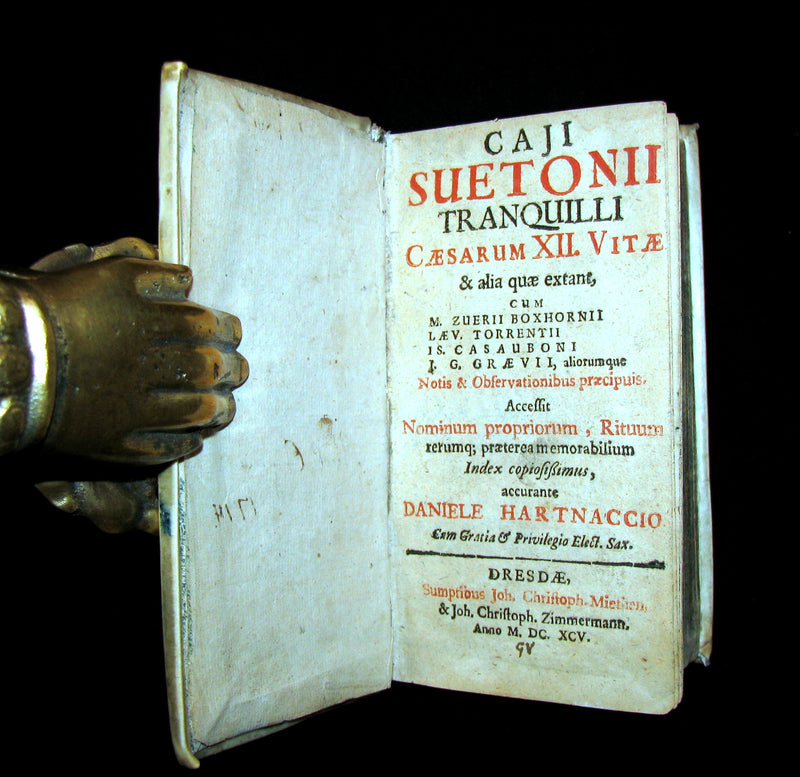 CAJI
SUETONII
TRANQUILLI
CÆSARUM XII. VITÆ
& alia quæ extant,
CUM
M. ZUERII BOXHORNII
LÆV. TORRENTII
IS. CASAUBONI
J. G. GRÆVII, aliorumque
Notis & Obſervationibus præcipuis.
Acceſſit
Nominum propriorum, Rituum
rerumq; præterea memorabilium
Index copioſiſſimus,
accurante
DANIELE HARTNACCIO
Cum Gratia & Privilegio Elect. Sax.
DRESDÆ,
Sumptibus Joh. Chriſtoph. Miethen,
& Joh. Chriſtoph. Zimmermann.
Anno M. DC. XCV.